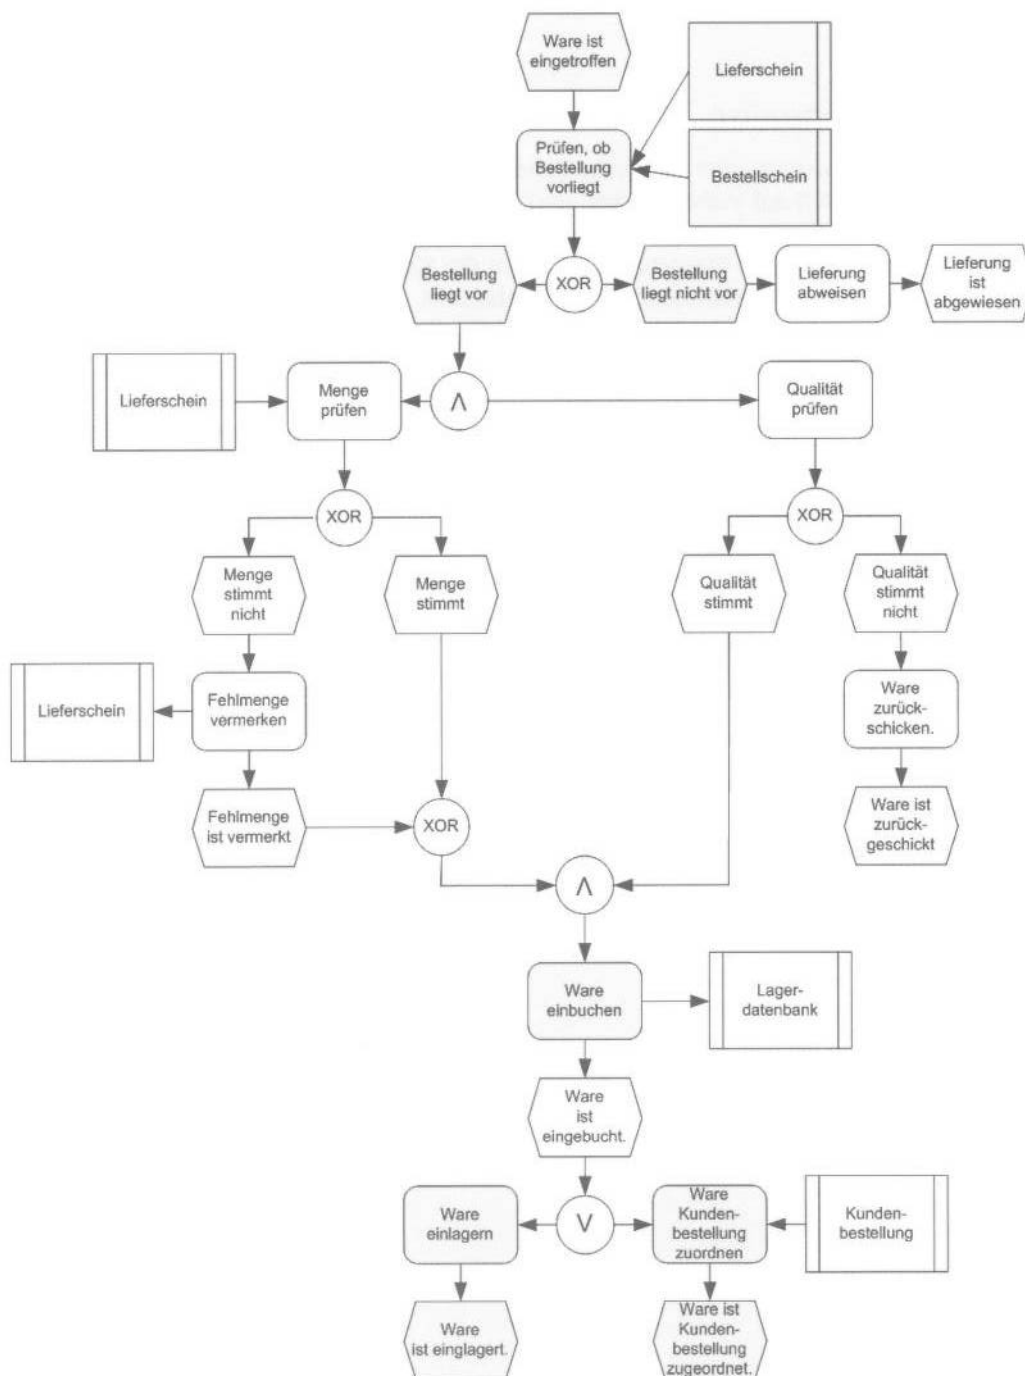 Ware ist
eingetroffen
Lieferschein
Prüfen, ob
Bestellung
vorliegt
Bestellschein
Bestellung
liegt vor
XOR
Bestellung
liegt nicht vor
Lieferung
abweisen
Lieferung
ist
abgewiesen
Lieferschein
Menge
prüfen
Λ
Qualität
prüfen
XOR
XOR
Menge
stimmt
nicht
Menge
stimmt
Qualität
stimmt
Qualität
stimmt
nicht
Lieferschein
Fehlmenge
vermerken
Ware
zurück-
schicken.
Fehlmenge
ist vermerkt
XOR
Ware ist
zurück-
geschickt
Λ
Ware
einbuchen
Lager-
datenbank
Ware
ist
eingebucht.
Ware
einlagern
V
Ware
Kunden-
bestellung
zuordnen
Kunden-
bestellung
Ware
ist einglagert.
Ware ist
Kunden-
bestellung
zugeordnet.